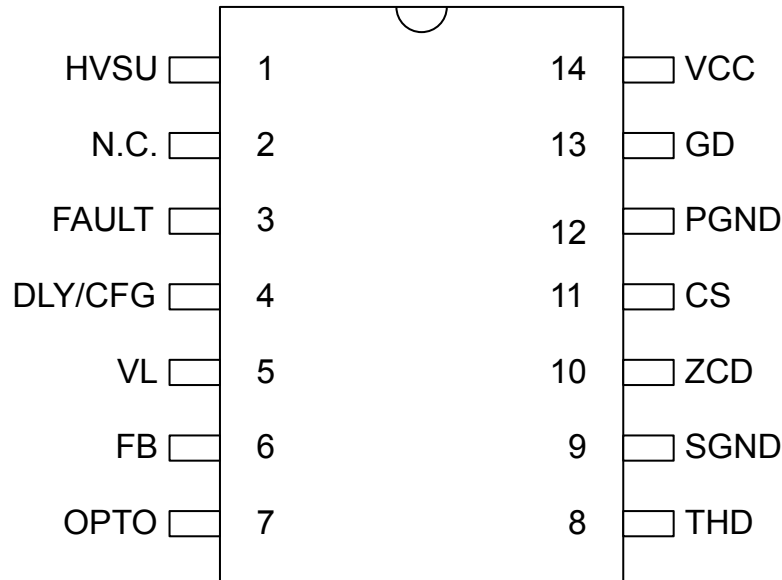 HVSU 1 14 VCC
N.C. 2 13 GD
FAULT 3 12 PGND
DLY/CFG 4 11 CS
VL 5 10 ZCD
FB 6 9 SGND
OPTO 7 8 THD